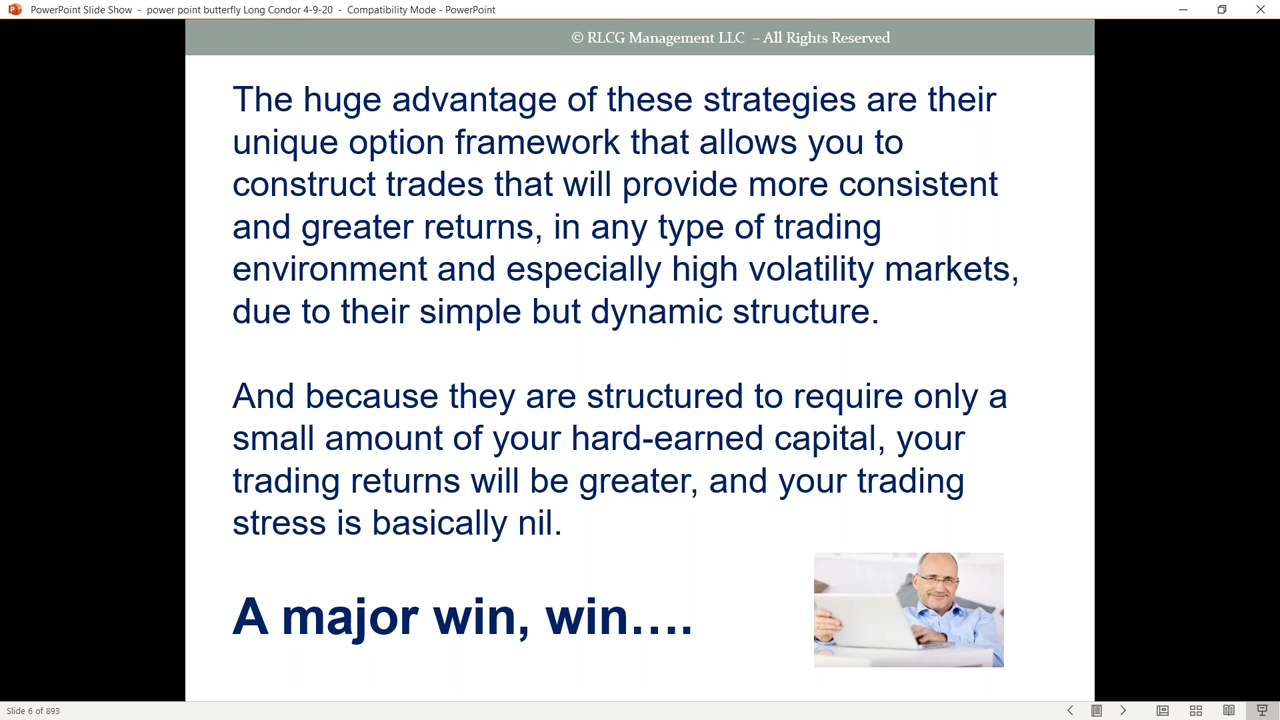 PowerPoint Slide Show - power point butterfly Long Condor 4-9-20 - Compatibility Mode - PowerPoint
© RLCG Management LLC – All Rights Reserved
The huge advantage of these strategies are their
unique option framework that allows you to
construct trades that will provide more consistent
and greater returns, in any type of trading
environment and especially high volatility markets,
due to their simple but dynamic structure.
And because they are structured to require only a
small amount of your hard-earned capital, your
trading returns will be greater, and your trading
stress is basically nil.
A major win, win….
Slide 6 of 893